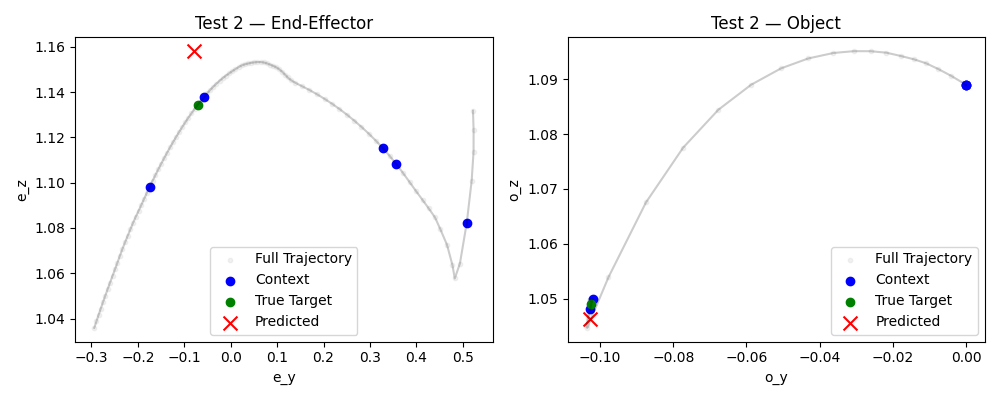 Test 2 — End-Effector
1.16
1.14
1.12
1.10
1.08
1.06
1.04
e_z
−0.3
−0.2
−0.1
0.0
0.1
0.2
0.3
0.4
0.5
e_y
Full Trajectory
Context
True Target
Predicted
Test 2 — Object
1.09
1.08
1.07
1.06
1.05
o_z
−0.10
−0.08
−0.06
−0.04
−0.02
0.00
o_y
Full Trajectory
Context
True Target
Predicted